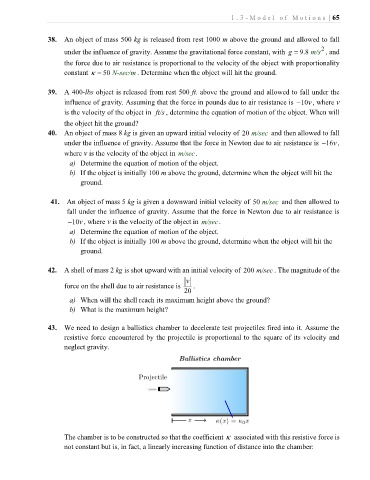 1.3-Model of Motions | 65
38. An object of mass 500 kg is released from rest 1000 m above the ground and allowed to fall
under the influence of gravity. Assume the gravitational force constant, with g = 9.8 m/s², and
the force due to air resistance is proportional to the velocity of the object with proportionality
constant κ = 50 N-sec/m. Determine when the object will hit the ground.
39. A 400-lbs object is released from rest 500 ft. above the ground and allowed to fall under the
influence of gravity. Assuming that the force in pounds due to air resistance is −10v, where v
is the velocity of the object in ft/s, determine the equation of motion of the object. When will
the object hit the ground?
40. An object of mass 8 kg is given an upward initial velocity of 20 m/sec and then allowed to fall
under the influence of gravity. Assume that the force in Newton due to air resistance is −16v,
where v is the velocity of the object in m/sec.
a) Determine the equation of motion of the object.
b) If the object is initially 100 m above the ground, determine when the object will hit the
ground.
41. An object of mass 5 kg is given a downward initial velocity of 50 m/sec and then allowed to
fall under the influence of gravity. Assume that the force in Newton due to air resistance is
−10v, where v is the velocity of the object in m/sec.
a) Determine the equation of motion of the object.
b) If the object is initially 100 m above the ground, determine when the object will hit the
ground.
42. A shell of mass 2 kg is shot upward with an initial velocity of 200 m/sec. The magnitude of the
force on the shell due to air resistance is |v|/20.
a) When will the shell reach its maximum height above the ground?
b) What is the maximum height?
43. We need to design a ballistics chamber to decelerate test projectiles fired into it. Assume the
resistive force encountered by the projectile is proportional to the square of its velocity and
neglect gravity.
Ballistics chamber
Projectile
x κ(x) = κ₀x
The chamber is to be constructed so that the coefficient κ associated with this resistive force is
not constant but is, in fact, a linearly increasing function of distance into the chamber: